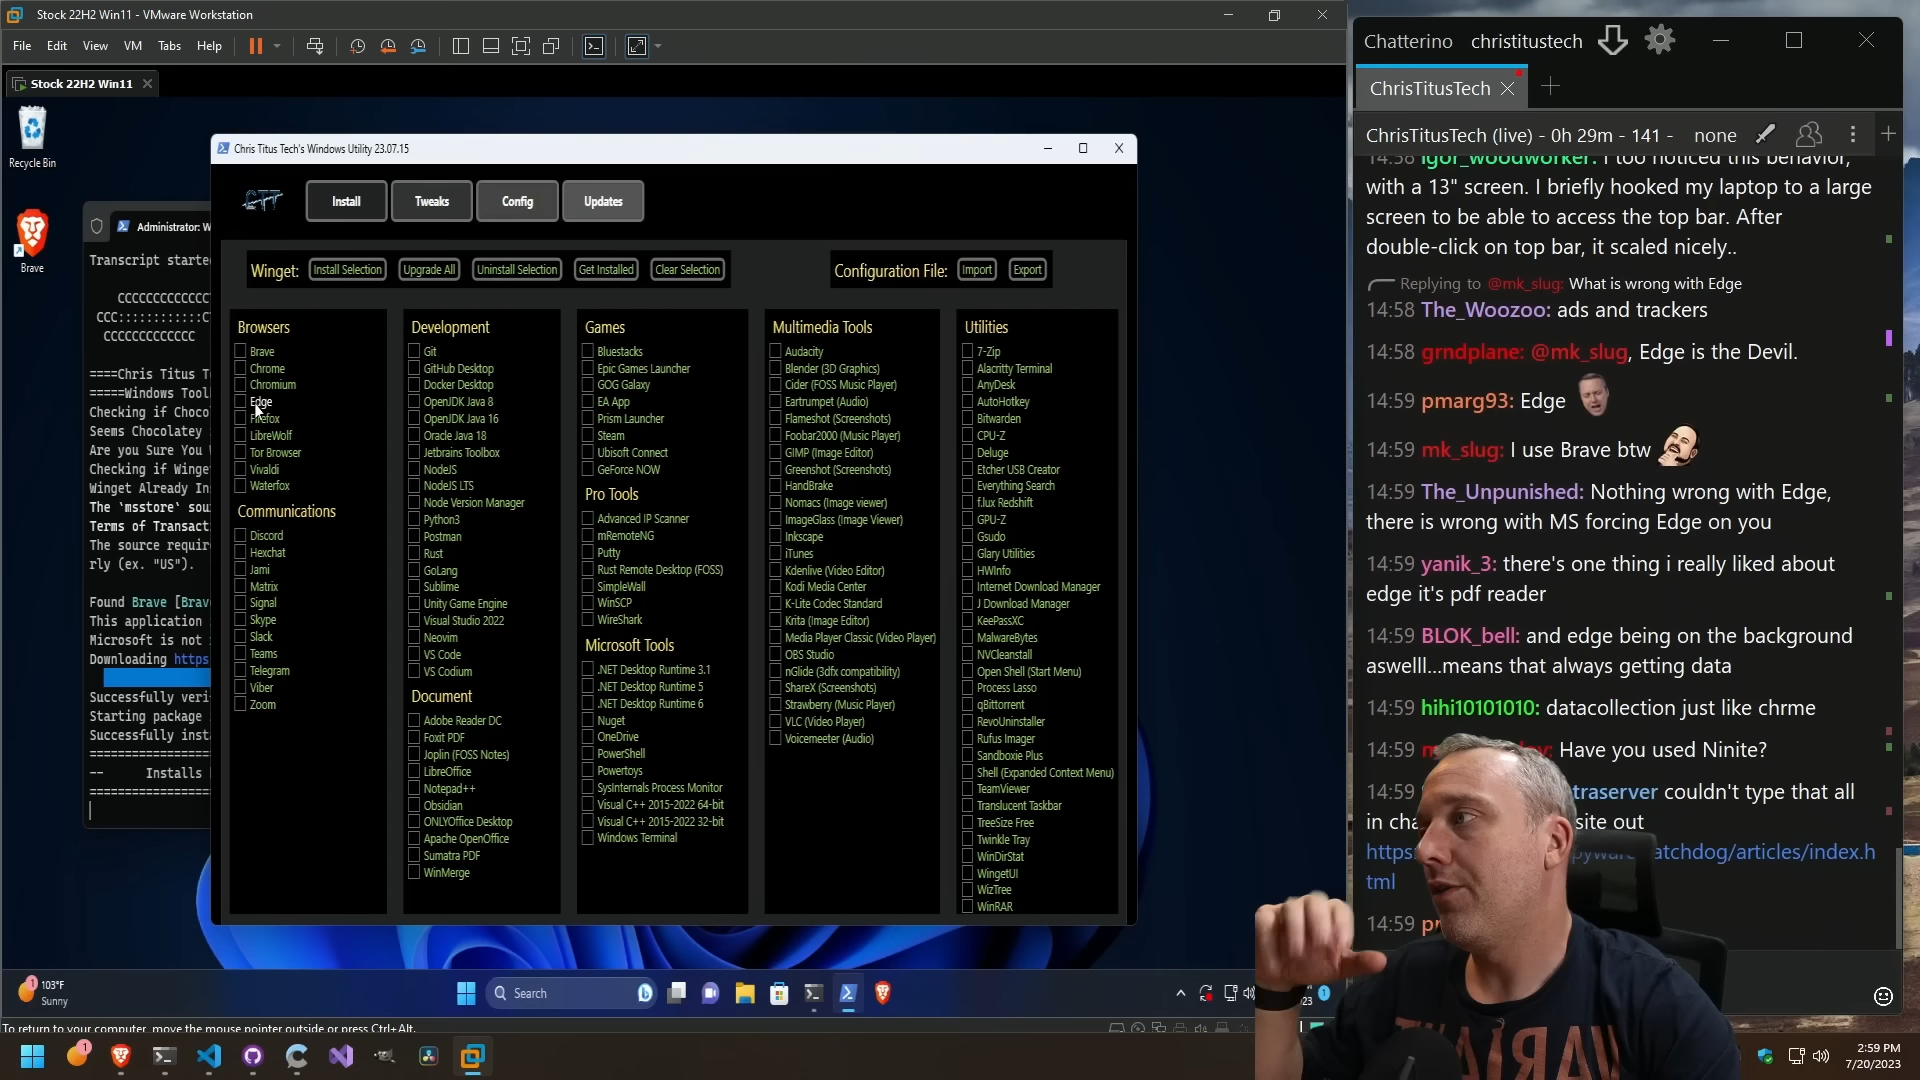 Stock 22H2 Win11 - VMware Workstation
File Edit View VM Tabs Help
Stock 22H2 Win11
Recycle Bin
Brave
Administrator: W
Transcript starte
CCCCCCCCCCCCCT
CCC::::::::::::CT
CCCCCCCCCCCCC
====Chris Titus T
=====Windows Tool
Checking if Choco
Seems Chocolatey
Are you Sure You
Checking if Winge
Winget Already In
The `msstore` sou
Terms of Transact
The source requir
rly (ex. "US").
Found Brave [Brav
This application
Microsoft is not
Downloading https
Successfully veri
Starting package
Successfully inst
-- Installs
Chris Titus Tech's Windows Utility 23.07.15
CTT
Install
Tweaks
Config
Updates
Winget: Install Selection Upgrade All Uninstall Selection Get Installed Clear Selection
Configuration File: Import Export
Browsers
Brave
Chrome
Chromium
Edge
Firefox
LibreWolf
Tor Browser
Vivaldi
Waterfox
Communications
Discord
Hexchat
Jami
Matrix
Signal
Skype
Slack
Teams
Telegram
Viber
Zoom
Development
Git
GitHub Desktop
Docker Desktop
OpenJDK Java 8
OpenJDK Java 16
Oracle Java 18
Jetbrains Toolbox
NodeJS
NodeJS LTS
Node Version Manager
Python3
Postman
Rust
GoLang
Sublime
Unity Game Engine
Visual Studio 2022
Neovim
VS Code
VS Codium
Document
Adobe Reader DC
Foxit PDF
Joplin (FOSS Notes)
LibreOffice
Notepad++
Obsidian
ONLYOffice Desktop
Apache OpenOffice
Sumatra PDF
WinMerge
Games
Bluestacks
Epic Games Launcher
GOG Galaxy
EA App
Prism Launcher
Steam
Ubisoft Connect
GeForce NOW
Pro Tools
Advanced IP Scanner
mRemoteNG
Putty
Rust Remote Desktop (FOSS)
SimpleWall
WinSCP
WireShark
Microsoft Tools
.NET Desktop Runtime 3.1
.NET Desktop Runtime 5
.NET Desktop Runtime 6
Nuget
OneDrive
PowerShell
Powertoys
SysInternals Process Monitor
Visual C++ 2015-2022 64-bit
Visual C++ 2015-2022 32-bit
Windows Terminal
Multimedia Tools
Audacity
Blender (3D Graphics)
Cider (FOSS Music Player)
Eartrumpet (Audio)
Flameshot (Screenshots)
Foobar2000 (Music Player)
GIMP (Image Editor)
Greenshot (Screenshots)
HandBrake
Nomacs (Image viewer)
ImageGlass (Image Viewer)
Inkscape
iTunes
Kdenlive (Video Editor)
Kodi Media Center
K-Lite Codec Standard
Krita (Image Editor)
Media Player Classic (Video Player)
OBS Studio
nGlide (3dfx compatibility)
ShareX (Screenshots)
Strawberry (Music Player)
VLC (Video Player)
Voicemeeter (Audio)
Utilities
7-Zip
Alacritty Terminal
AnyDesk
AutoHotkey
Bitwarden
CPU-Z
Deluge
Etcher USB Creator
Everything Search
f.lux Redshift
GPU-Z
Gsudo
Glary Utilities
HWInfo
Internet Download Manager
J Download Manager
KeePassXC
MalwareBytes
NVCleanstall
Open Shell (Start Menu)
Process Lasso
qBittorrent
RevoUninstaller
Rufus Imager
Sandboxie Plus
Shell (Expanded Context Menu)
TeamViewer
Translucent Taskbar
TreeSize Free
Twinkle Tray
WinDirStat
WingetUI
WizTree
WinRAR
103°F
Sunny
Search
To return to your computer, move the mouse pointer outside or press Ctrl+Alt.
Chatterino christitustech
ChrisTitusTech
ChrisTitusTech (live) - 0h 29m - 141 - none
14:58 igor_woodworker: I too noticed this behavior,
with a 13" screen. I briefly hooked my laptop to a large
screen to be able to access the top bar. After
double-click on top bar, it scaled nicely..
Replying to @mk_slug: What is wrong with Edge
14:58 The_Woozoo: ads and trackers
14:58 grndplane: @mk_slug, Edge is the Devil.
14:59 pmarg93: Edge
14:59 mk_slug: I use Brave btw
14:59 The_Unpunished: Nothing wrong with Edge,
there is wrong with MS forcing Edge on you
14:59 yanik_3: there's one thing i really liked about
edge it's pdf reader
14:59 BLOK_bell: and edge being on the background
aswelll...means that always getting data
14:59 hihi10101010: datacollection just like chrme
14:59 Have you used Ninite?
14:59 traserver couldn't type that all
in cha site out
https: pyware atchdog/articles/index.h
tml
14:59 pr
2:59 PM
7/20/2023